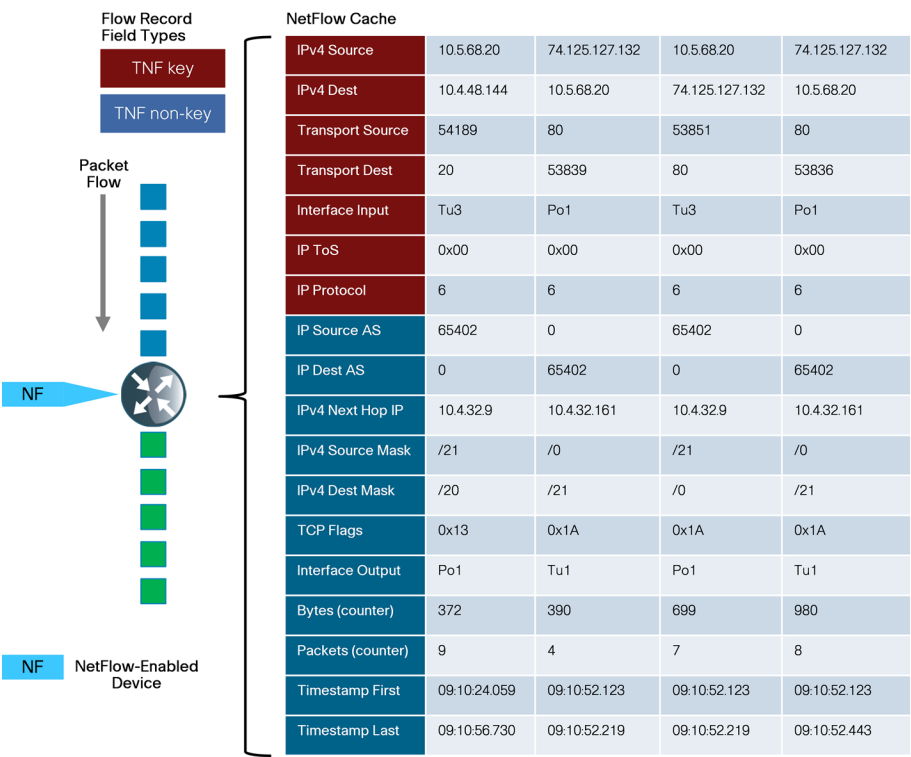 Flow Record
Field Types
TNF key
TNF non-key
Packet
Flow
NF
NF
NetFlow-Enabled
Device
NetFlow Cache
IPv4 Source 10.5.68.20 74.125.127.132 10.5.68.20 74.125.127.132
IPv4 Dest 10.4.48.144 10.5.68.20 74.125.127.132 10.5.68.20
Transport Source 54189 80 53851 80
Transport Dest 20 53839 80 53836
Interface Input Tu3 Po1 Tu3 Po1
IP ToS 0x00 0x00 0x00 0x00
IP Protocol 6 6 6 6
IP Source AS 65402 0 65402 0
IP Dest AS 0 65402 0 65402
IPv4 Next Hop IP 10.4.32.9 10.4.32.161 10.4.32.9 10.4.32.161
IPv4 Source Mask /21 /0 /21 /0
IPv4 Dest Mask /20 /21 /0 /21
TCP Flags 0x13 0x1A 0x1A 0x1A
Interface Output Po1 Tu1 Po1 Tu1
Bytes (counter) 372 390 699 980
Packets (counter) 9 4 7 8
Timestamp First 09:10:24.059 09:10:52.123 09:10:52.123 09:10:52.123
Timestamp Last 09:10:56.730 09:10:52.219 09:10:52.219 09:10:52.443